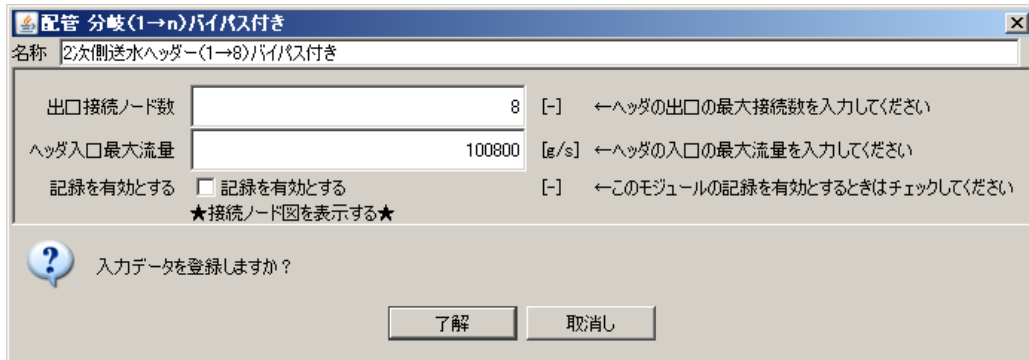 配管 分岐(1→n)バイパス付き
名称 2次側送水ヘッダー(1→8)バイパス付き
出口接続ノード数 8 [-] ←ヘッダの出口の最大接続数を入力してください
ヘッダ入口最大流量 100800 [g/s] ←ヘッダの入口の最大流量を入力してください
記録を有効とする 記録を有効とする [-] ←このモジュールの記録を有効とするときはチェックしてください
★接続ノード図を表示する★
入力データを登録しますか?
了解 取消し